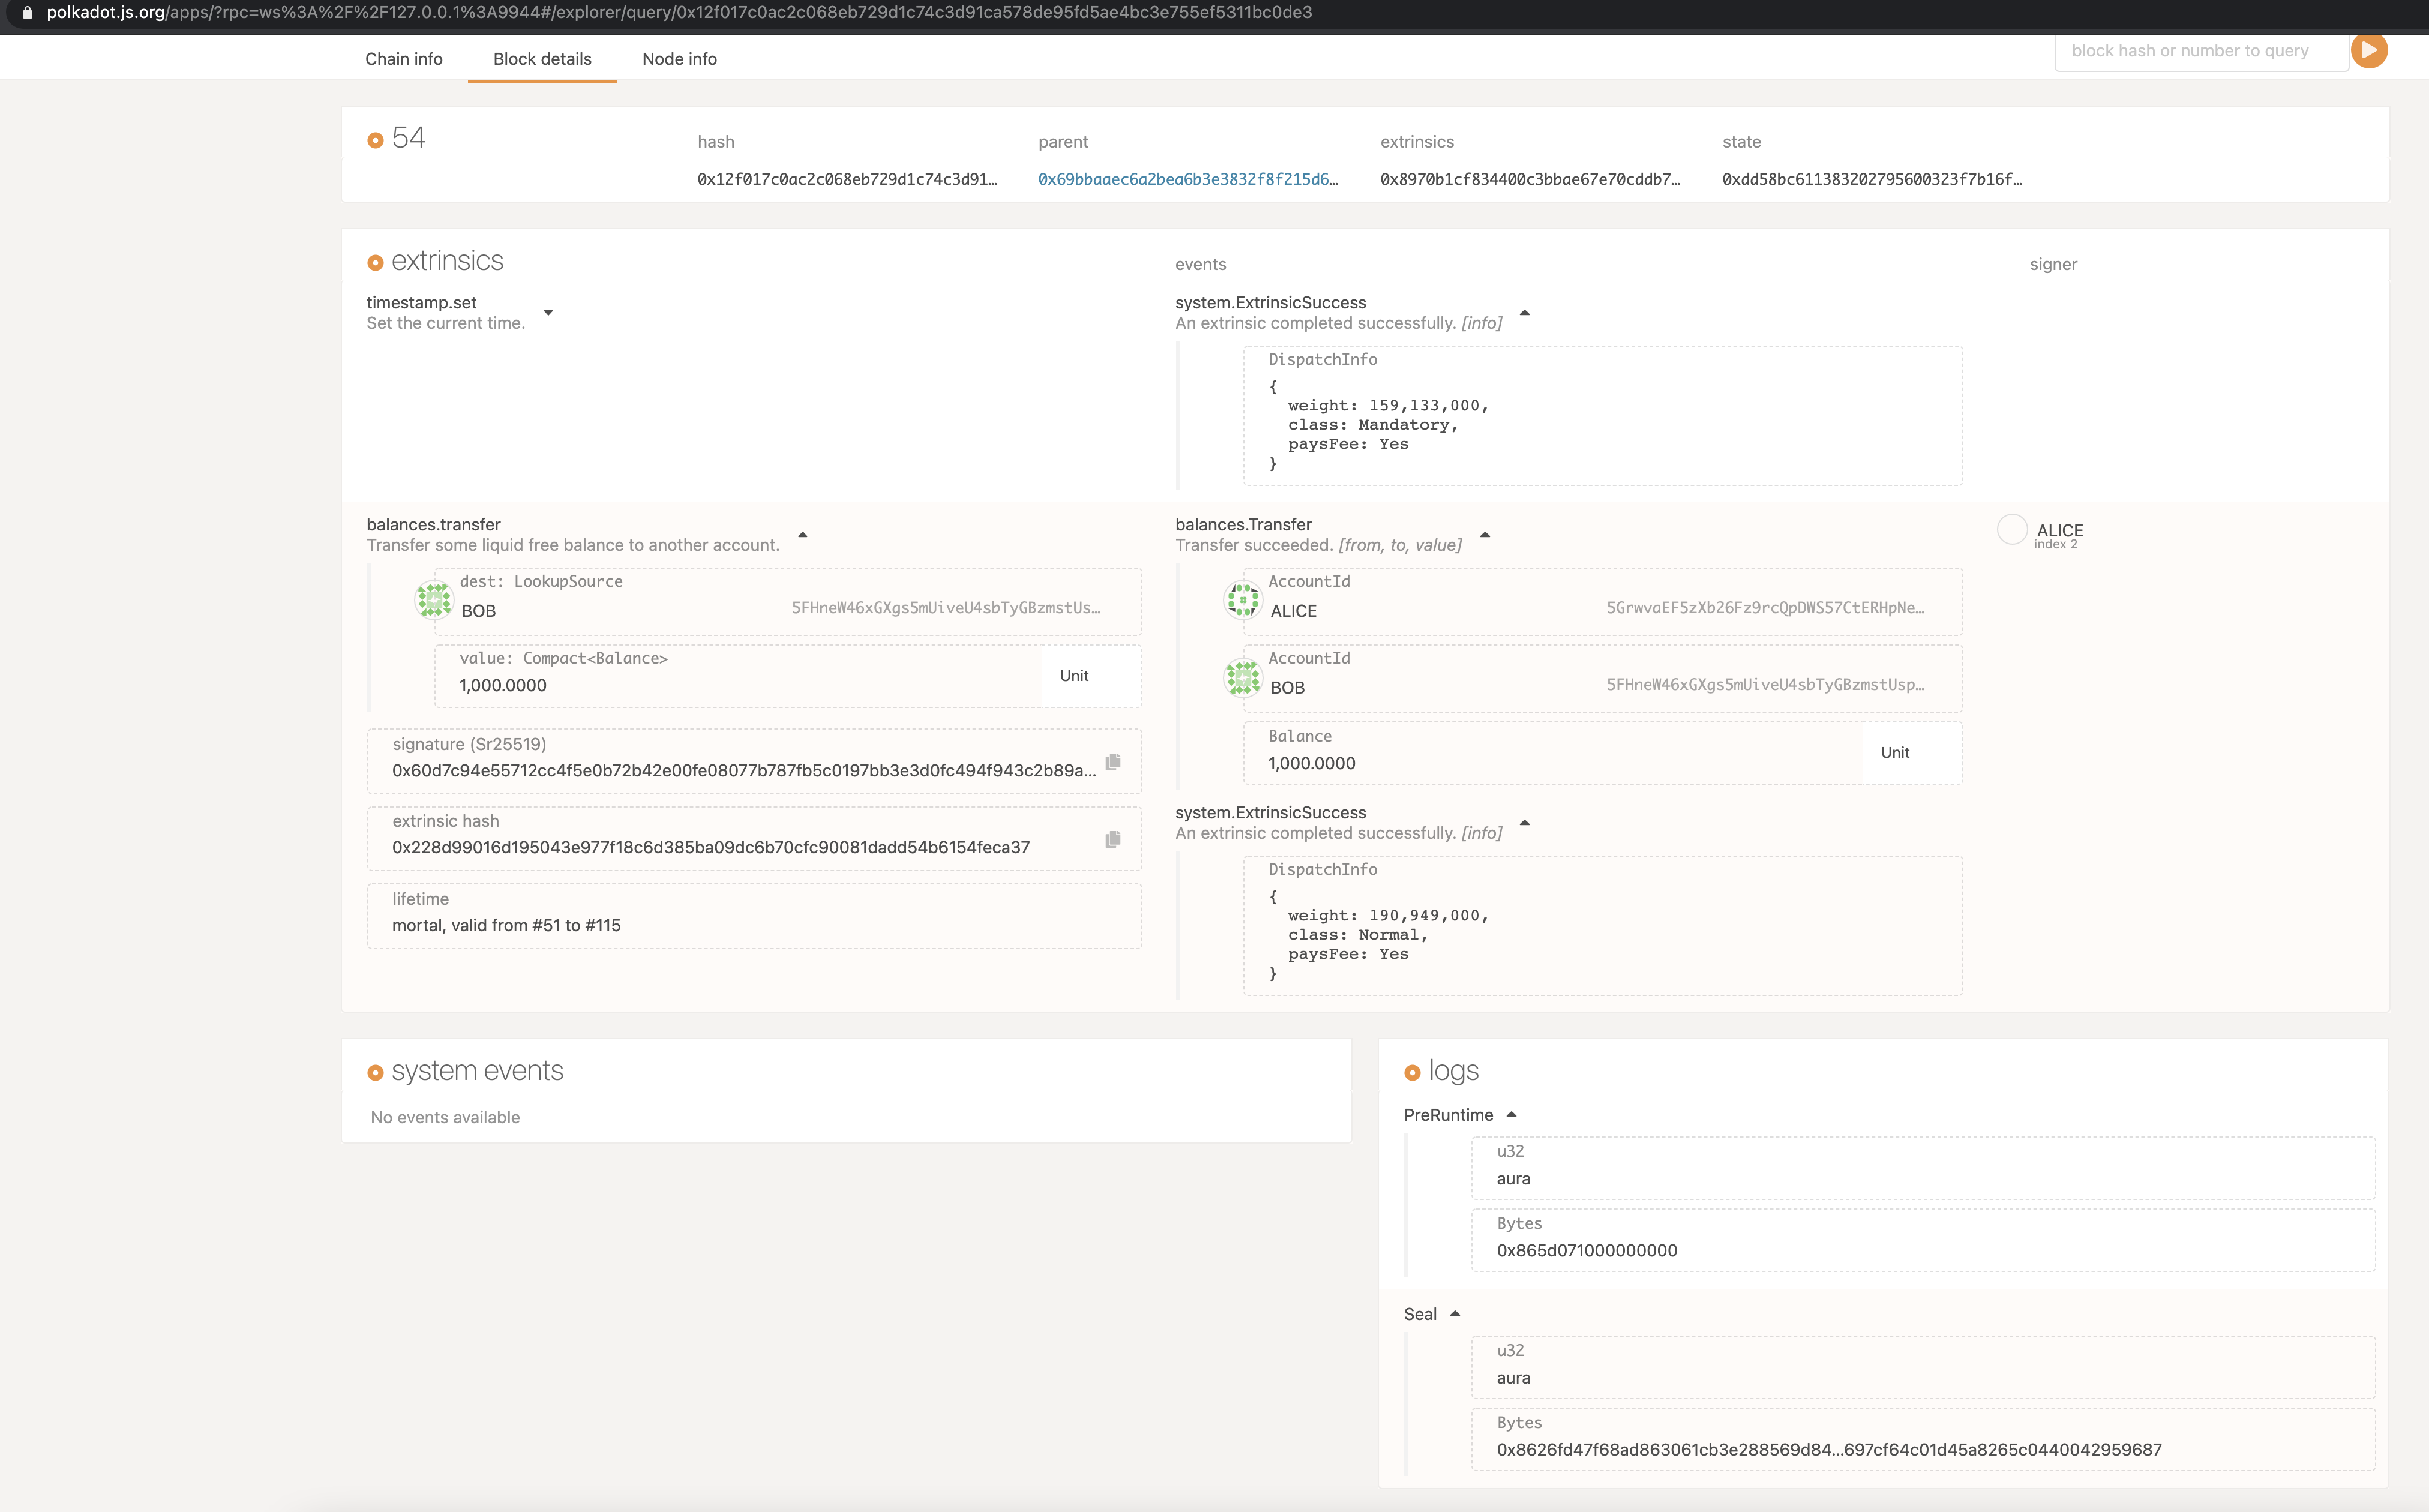 polkadot.js.org/apps/?rpc=ws%3A%2F%2F127.0.0.1%3A9944#/explorer/query/0x12f017c0ac2c068eb729d1c74c3d91ca578de95fd5ae4bc3e755ef5311bc0de3
Chain info
Block details
Node info
block hash or number to query
54
hash
parent
extrinsics
state
0x12f017c0ac2c068eb729d1c74c3d91...
0x69bbaaec6a2bea6b3e3832f8f215d6...
0x8970b1cf834400c3bbae67e70cddb7...
0xdd58bc611383202795600323f7b16f...
extrinsics
events
signer
timestamp.set
Set the current time.
system.ExtrinsicSuccess
An extrinsic completed successfully. [info]
DispatchInfo
{
weight: 159,133,000,
class: Mandatory,
paysFee: Yes
}
balances.transfer
Transfer some liquid free balance to another account.
dest: LookupSource
BOB
5FHneW46xGXgs5mUiveU4sbTyGBzmstUs...
value: Compact<Balance>
1,000.0000
Unit
signature (Sr25519)
0x60d7c94e55712cc4f5e0b72b42e00fe08077b787fb5c0197bb3e3d0fc494f943c2b89a...
extrinsic hash
0x228d99016d195043e977f18c6d385ba09dc6b70cfc90081dadd54b6154feca37
lifetime
mortal, valid from #51 to #115
balances.Transfer
Transfer succeeded. [from, to, value]
AccountId
ALICE
5GrwvaEF5zXb26Fz9rcQpDWS57CtERHpNe...
AccountId
BOB
5FHneW46xGXgs5mUiveU4sbTyGBzmstUsp...
Balance
1,000.0000
Unit
system.ExtrinsicSuccess
An extrinsic completed successfully. [info]
DispatchInfo
{
weight: 190,949,000,
class: Normal,
paysFee: Yes
}
ALICE
index 2
system events
No events available
logs
PreRuntime
u32
aura
Bytes
0x865d071000000000
Seal
u32
aura
Bytes
0x8626fd47f68ad863061cb3e288569d84...697cf64c01d45a8265c0440042959687